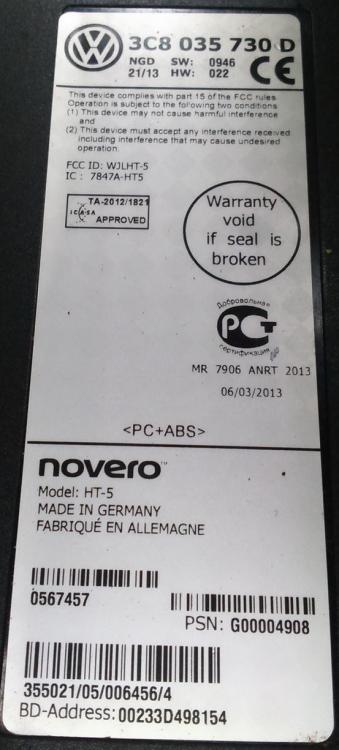 3C8 035 730 D
NGD SW: 0946
21/13 HW: 022
CE
This device complies with part 15 of the FCC rules
Operation is subject to the following two conditions
(1) This device may not cause harmful interference
and
(2) This device must accept any interference received
including interference that may cause undesired
operation.
FCC ID: WJLHT-5
IC : 7847A-HT5
TA-2012/1821
ICASA
APPROVED
Warranty
void
if seal is
broken
Добровольная
РСТ
сертификация
MR 7906 ANRT 2013
06/03/2013
<PC+ABS>
novero™
Model: HT-5
MADE IN GERMANY
FABRIQUÉ EN ALLEMAGNE
0567457
PSN: G00004908
355021/05/006456/4
BD-Address: 00233D498154